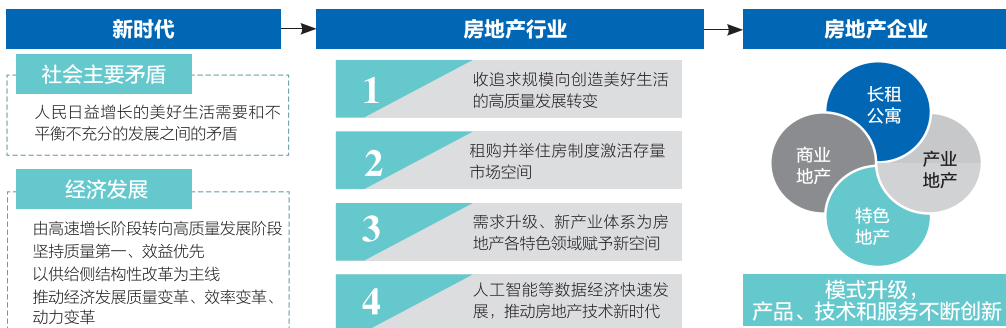 新时代
房地产行业
房地产企业
社会主要矛盾
人民日益增长的美好生活需要和不
平衡不充分的发展之间的矛盾
经济发展
由高速增长阶段转向高质量发展阶段
坚持质量第一、效益优先
以供给侧结构性改革为主线
推动经济发展质量变革、效率变革、
动力变革
1
收追求规模向创造美好生活
的高质量发展转变
2
租购并举住房制度激活存量
市场空间
3
需求升级、新产业体系为房
地产各特色领域赋予新空间
4
人工智能等数据经济快速发
展，推动房地产技术新时代
长租
公寓
商业
地产
产业
地产
特色
地产
模式升级，
产品、技术和服务不断创新